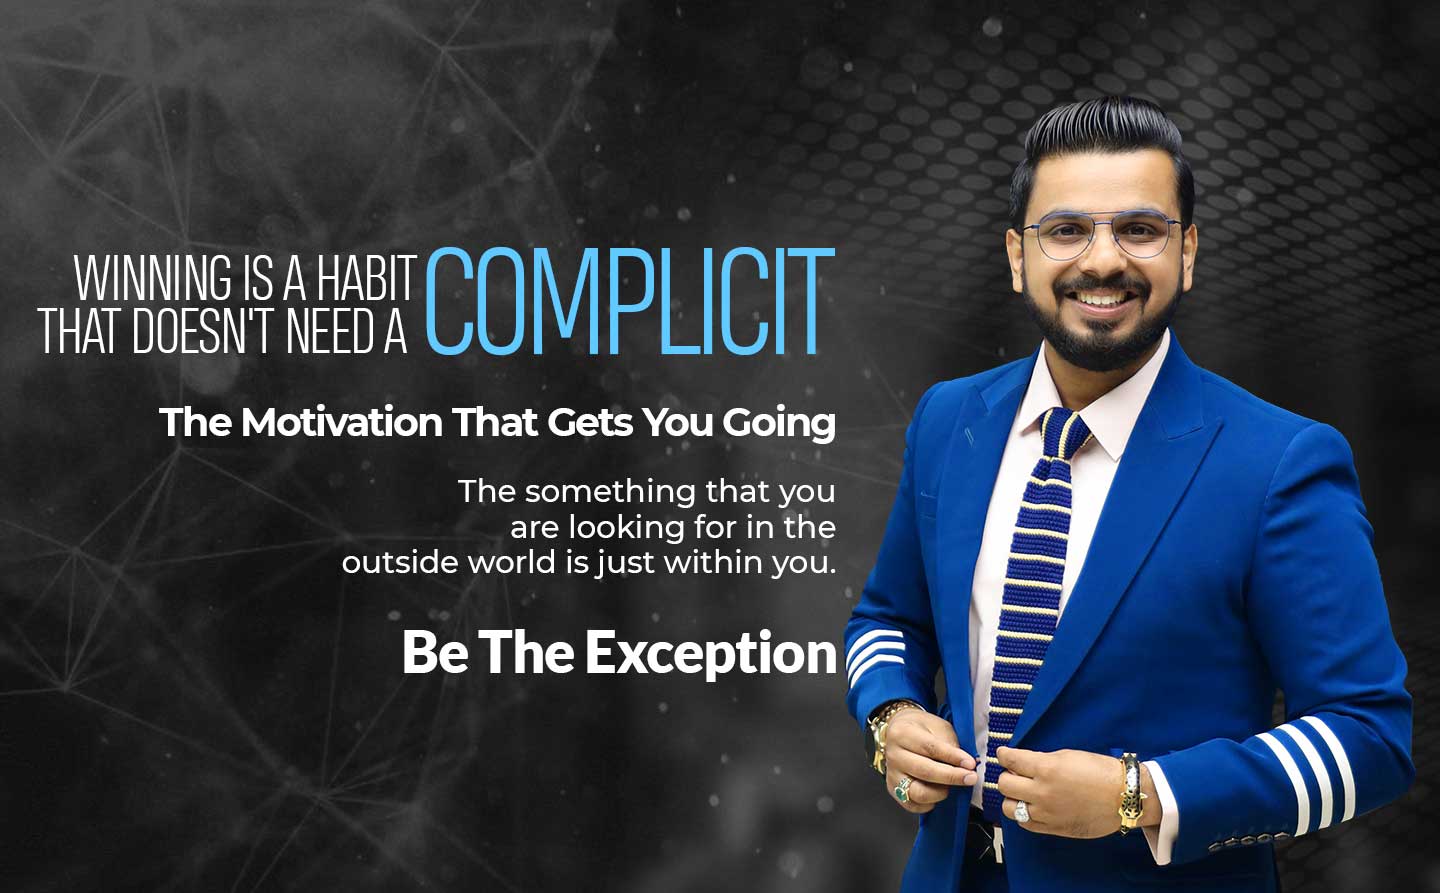 WINNING IS A HABIT
THAT DOESN'T NEED A
COMPLICIT
The Motivation That Gets You Going
The something that you
are looking for in the
outside world is just within you.
Be The Exception